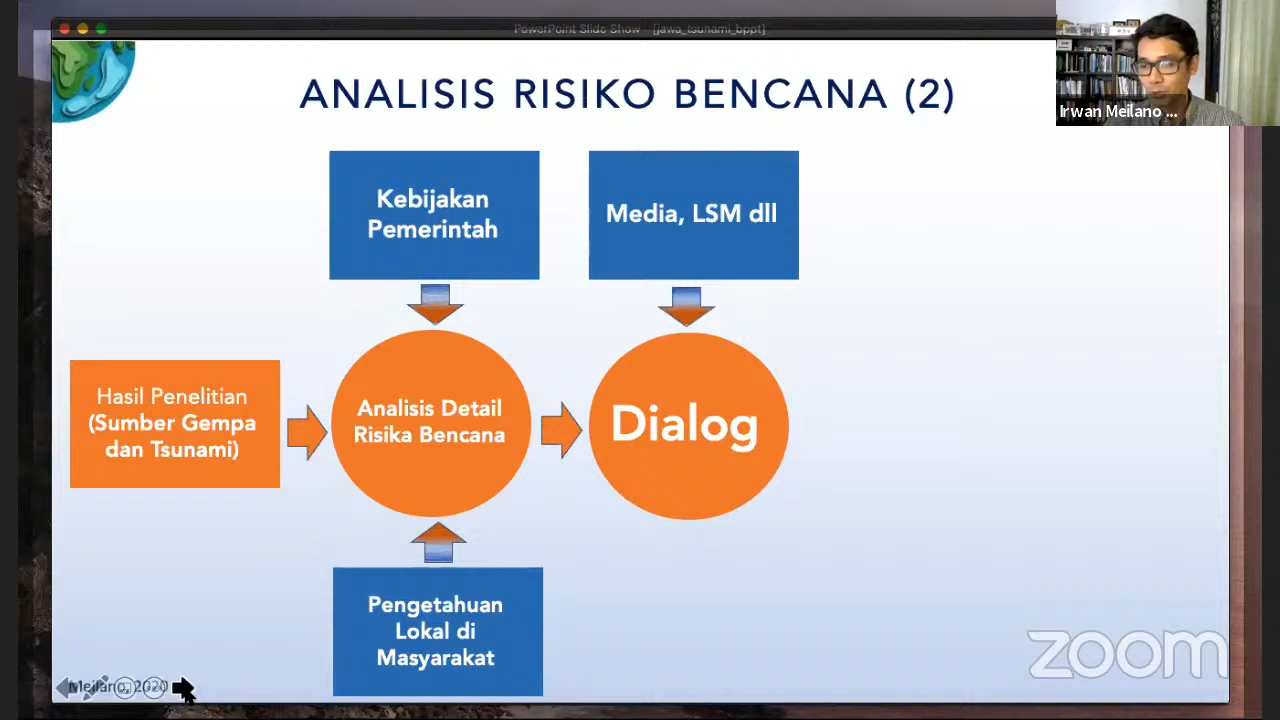 PowerPoint Slide Show - [jawa_tsunami_bppt]
ANALISIS RISIKO BENCANA (2)
Irwan Meilano ...
Kebijakan
Pemerintah
Media, LSM dll
Hasil Penelitian
(Sumber Gempa
dan Tsunami)
Analisis Detail
Risika Bencana
Dialog
Pengetahuan
Lokal di
Masyarakat
Meilano, 2020
zoom